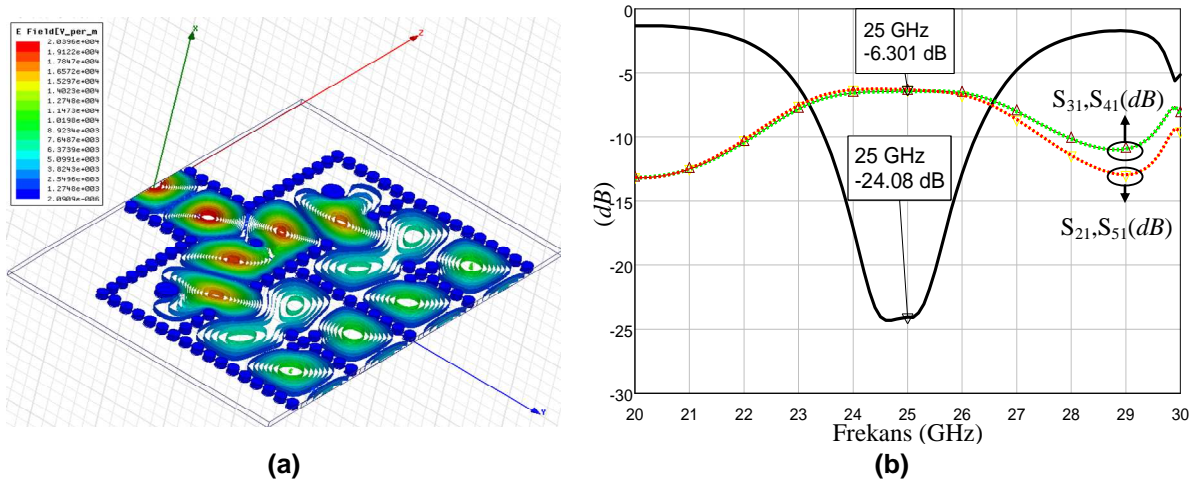 E Field[V_per_m
2.0396e+004
1.9122e+004
1.7847e+004
1.6572e+004
1.5297e+004
1.4023e+004
1.2748e+004
1.1473e+004
1.0198e+004
8.9234e+003
7.6487e+003
6.3739e+003
5.0991e+003
3.8243e+003
2.5496e+003
1.2748e+003
2.0909e-006
X
Z
Y
(a)
0
-5
-10
-15
-20
-25
-30
(dB)
25 GHz
-6.301 dB
25 GHz
-24.08 dB
S31,S41(dB)
S21,S51(dB)
20 21 22 23 24 25 26 27 28 29 30
Frekans (GHz)
(b)